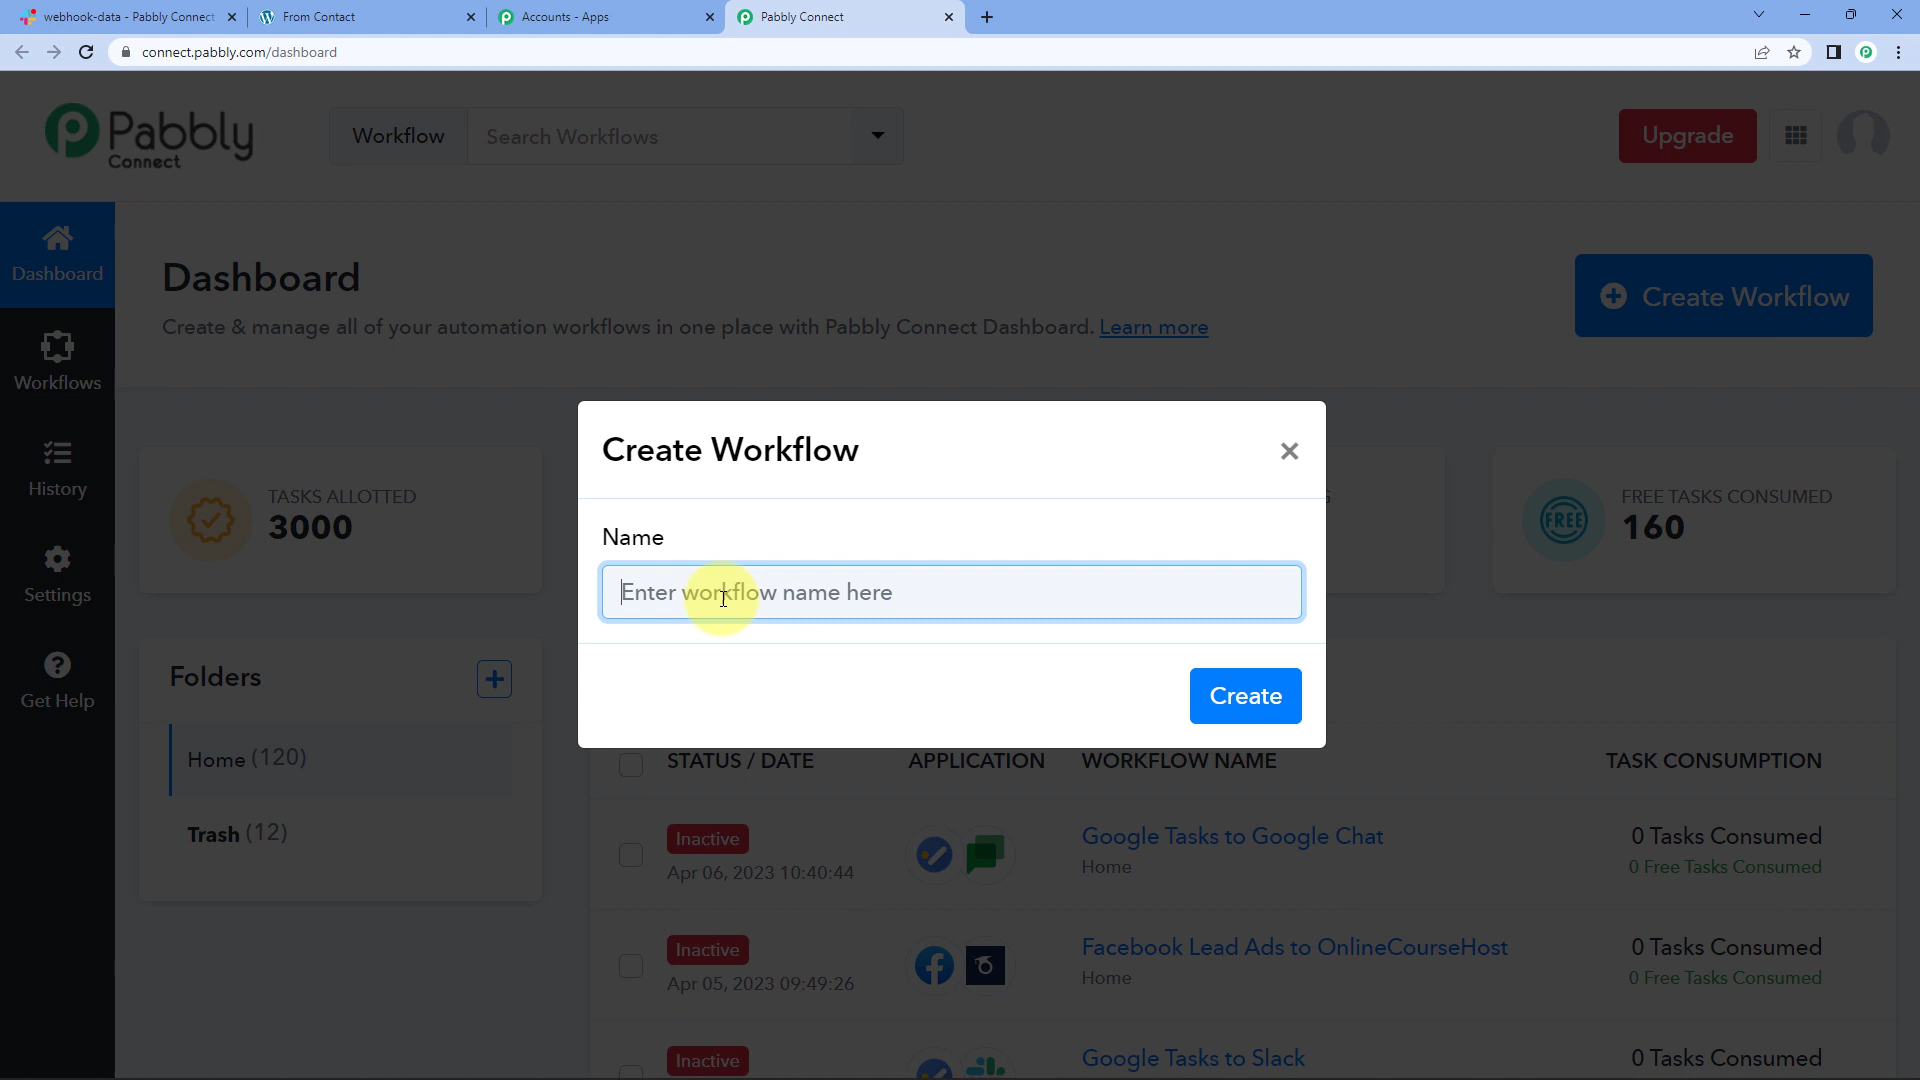 webhook-data - Pabbly Connect
From Contact
Accounts - Apps
Pabbly Connect
connect.pabbly.com/dashboard
Pabbly
Connect
Workflow
Search Workflows
Upgrade
Dashboard
Workflows
History
Settings
Get Help
Dashboard
Create & manage all of your automation workflows in one place with Pabbly Connect Dashboard. Learn more
Create Workflow
TASKS ALLOTTED
3000
FREE
FREE TASKS CONSUMED
160
Create Workflow
Name
Enter workflow name here
Create
Folders
Home (120)
Trash (12)
STATUS / DATE
APPLICATION
WORKFLOW NAME
TASK CONSUMPTION
Inactive
Apr 06, 2023 10:40:44
Google Tasks to Google Chat
Home
0 Tasks Consumed
0 Free Tasks Consumed
Inactive
Apr 05, 2023 09:49:26
Facebook Lead Ads to OnlineCourseHost
Home
0 Tasks Consumed
0 Free Tasks Consumed
Inactive
Google Tasks to Slack
0 Tasks Consumed